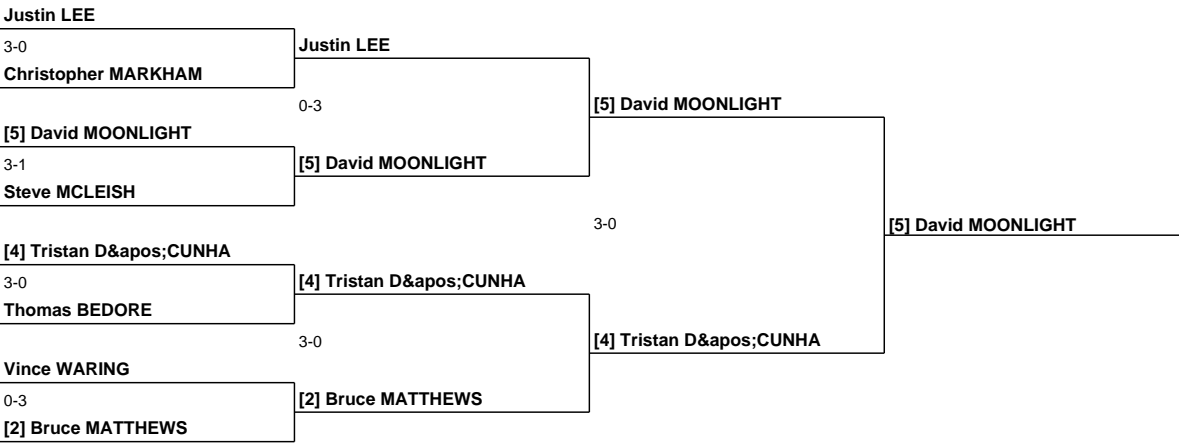 Justin LEE
3-0
Justin LEE
Christopher MARKHAM
0-3
[5] David MOONLIGHT
[5] David MOONLIGHT
3-1
[5] David MOONLIGHT
Steve MCLEISH
3-0
[5] David MOONLIGHT
[4] Tristan D&apos;CUNHA
3-0
[4] Tristan D&apos;CUNHA
Thomas BEDORE
3-0
[4] Tristan D&apos;CUNHA
Vince WARING
0-3
[2] Bruce MATTHEWS
[2] Bruce MATTHEWS